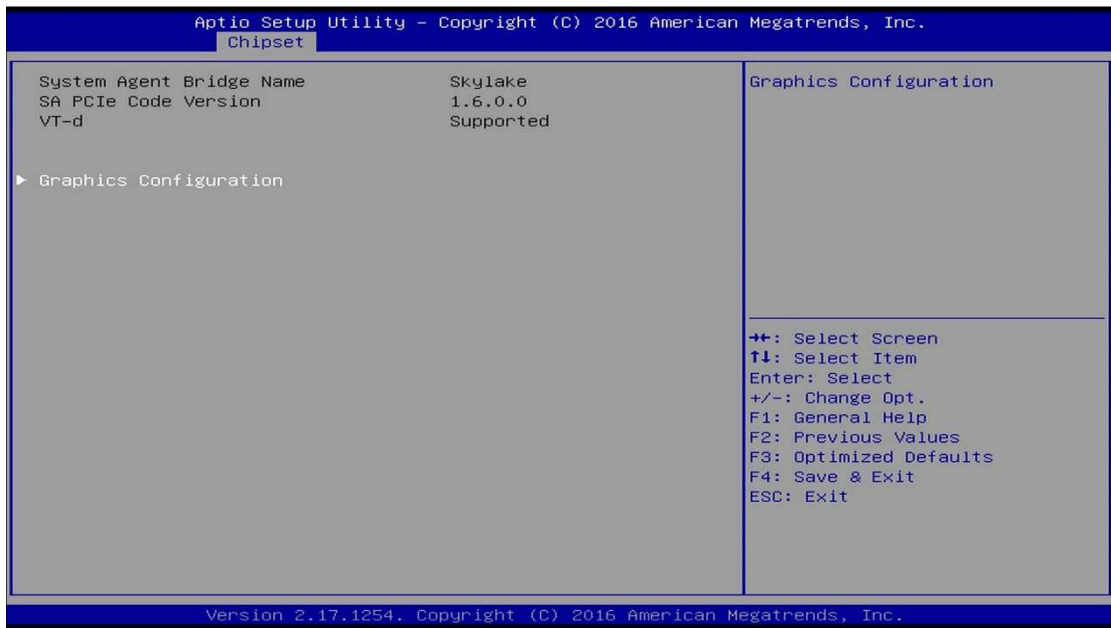 Aptio Setup Utility – Copyright (C) 2016 American Megatrends, Inc.
Chipset
System Agent Bridge Name Skylake
SA PCIe Code Version 1.6.0.0
VT-d Supported
► Graphics Configuration
Graphics Configuration
→←: Select Screen
↑↓: Select Item
Enter: Select
+/-: Change Opt.
F1: General Help
F2: Previous Values
F3: Optimized Defaults
F4: Save & Exit
ESC: Exit
Version 2.17.1254. Copyright (C) 2016 American Megatrends, Inc.